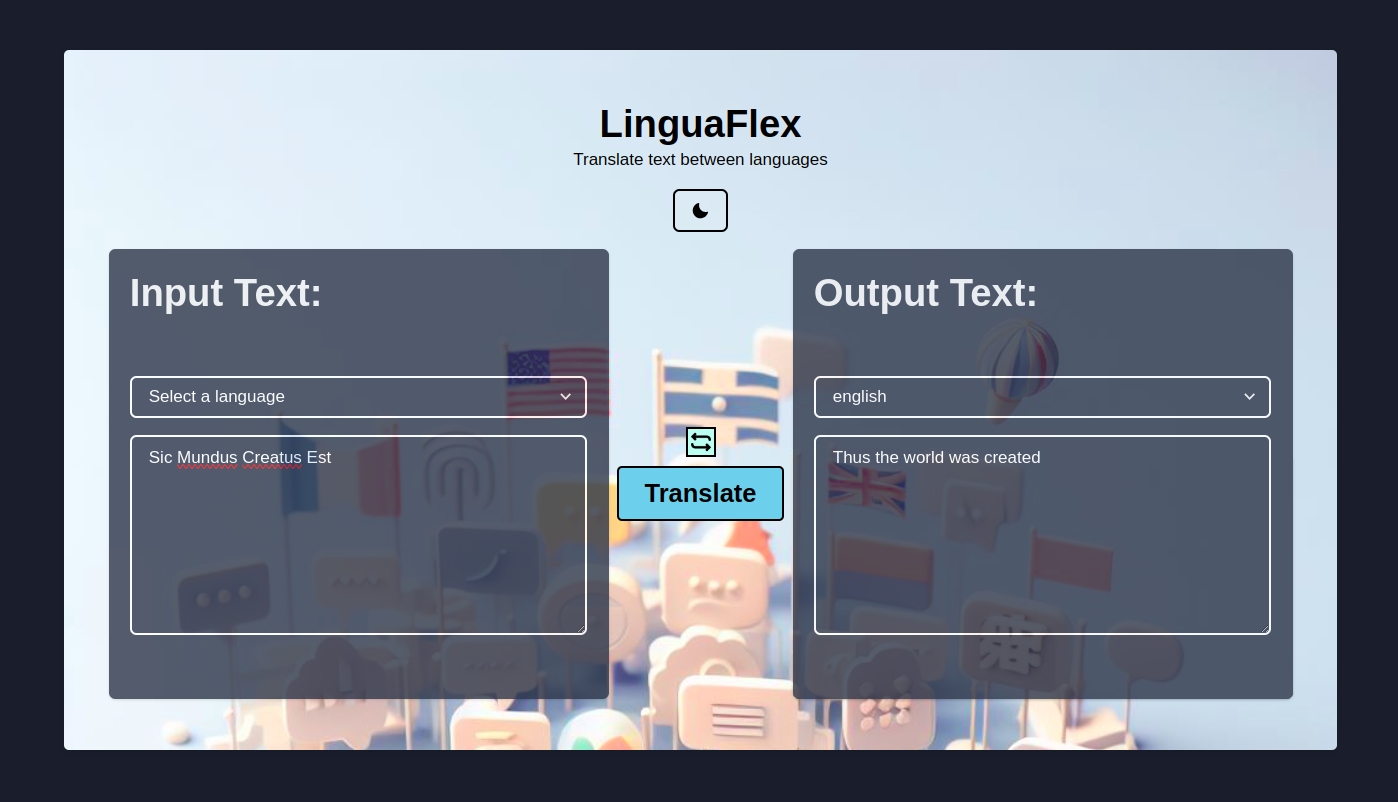 LinguaFlex
Translate text between languages
Input Text:
Select a language
Sic Mundus Creatus Est
Translate
Output Text:
english
Thus the world was created